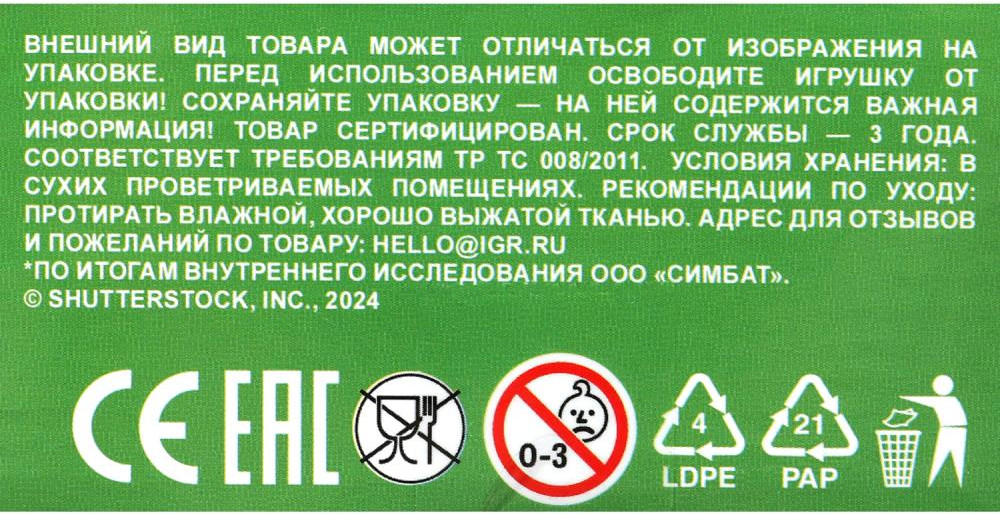 ВНЕШНИЙ ВИД ТОВАРА МОЖЕТ ОТЛИЧАТЬСЯ ОТ ИЗОБРАЖЕНИЯ НА
УПАКОВКЕ. ПЕРЕД ИСПОЛЬЗОВАНИЕМ ОСВОБОДИТЕ ИГРУШКУ ОТ
УПАКОВКИ! СОХРАНЯЙТЕ УПАКОВКУ — НА НЕЙ СОДЕРЖИТСЯ ВАЖНАЯ
ИНФОРМАЦИЯ! ТОВАР СЕРТИФИЦИРОВАН. СРОК СЛУЖБЫ — 3 ГОДА.
СООТВЕТСТВУЕТ ТРЕБОВАНИЯМ ТР ТС 008/2011. УСЛОВИЯ ХРАНЕНИЯ: В
СУХИХ ПРОВЕТРИВАЕМЫХ ПОМЕЩЕНИЯХ. РЕКОМЕНДАЦИИ ПО УХОДУ:
ПРОТИРАТЬ ВЛАЖНОЙ, ХОРОШО ВЫЖАТОЙ ТКАНЬЮ. АДРЕС ДЛЯ ОТЗЫВОВ
И ПОЖЕЛАНИЙ ПО ТОВАРУ: HELLO@IGR.RU
*ПО ИТОГАМ ВНУТРЕННЕГО ИССЛЕДОВАНИЯ ООО «СИМБАТ».
© SHUTTERSTOCK, INC., 2024
CE EAC 0-3 4 21
LDPE PAP